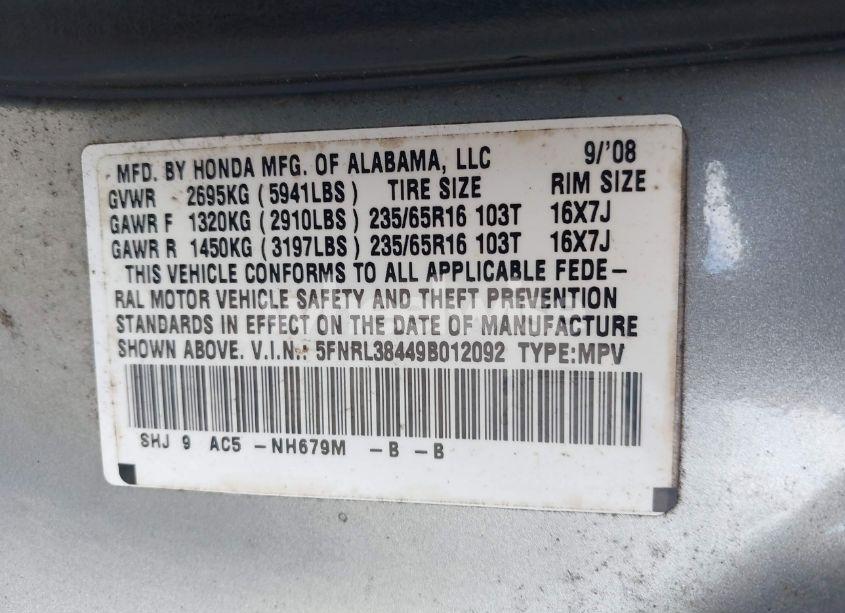 MFD. BY HONDA MFG. OF ALABAMA, LLC 9/'08
GVWR 2695KG (5941LBS) TIRE SIZE RIM SIZE
GAWR F 1320KG (2910LBS) 235/65R16 103T 16X7J
GAWR R 1450KG (3197LBS) 235/65R16 103T 16X7J
THIS VEHICLE CONFORMS TO ALL APPLICABLE FEDE-
RAL MOTOR VEHICLE SAFETY AND THEFT PREVENTION
STANDARDS IN EFFECT ON THE DATE OF MANUFACTURE
SHOWN ABOVE. V.I.N.: 5FNRL38449B012092 TYPE:MPV
SHJ 9 AC5 -NH679M -B -B